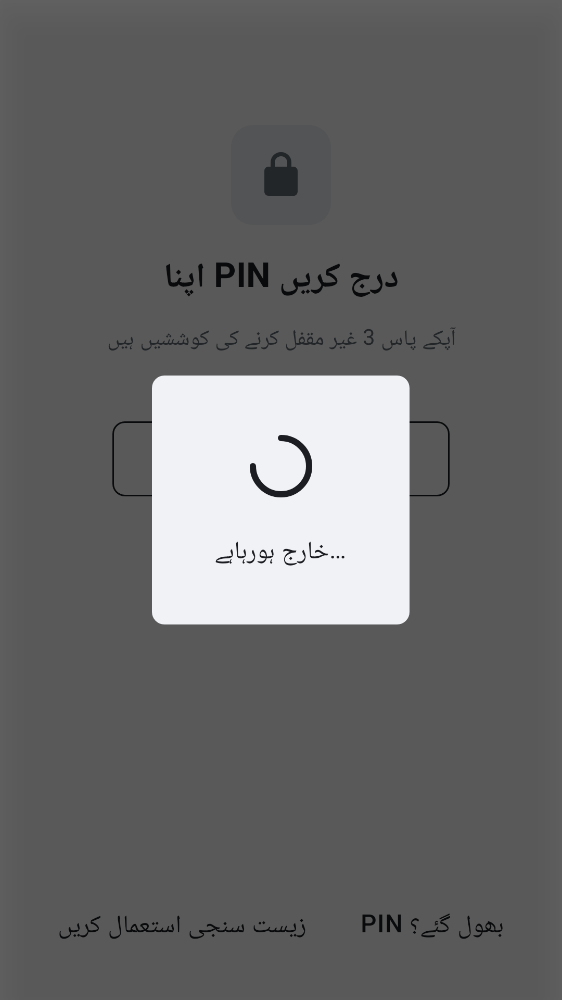 اپنا PIN درج کریں
آپکے پاس 3 غیر مقفل کرنے کی کوششیں ہیں
خارج ہورہاہے...
PIN بھول گئے؟
زیست سنجی استعمال کریں